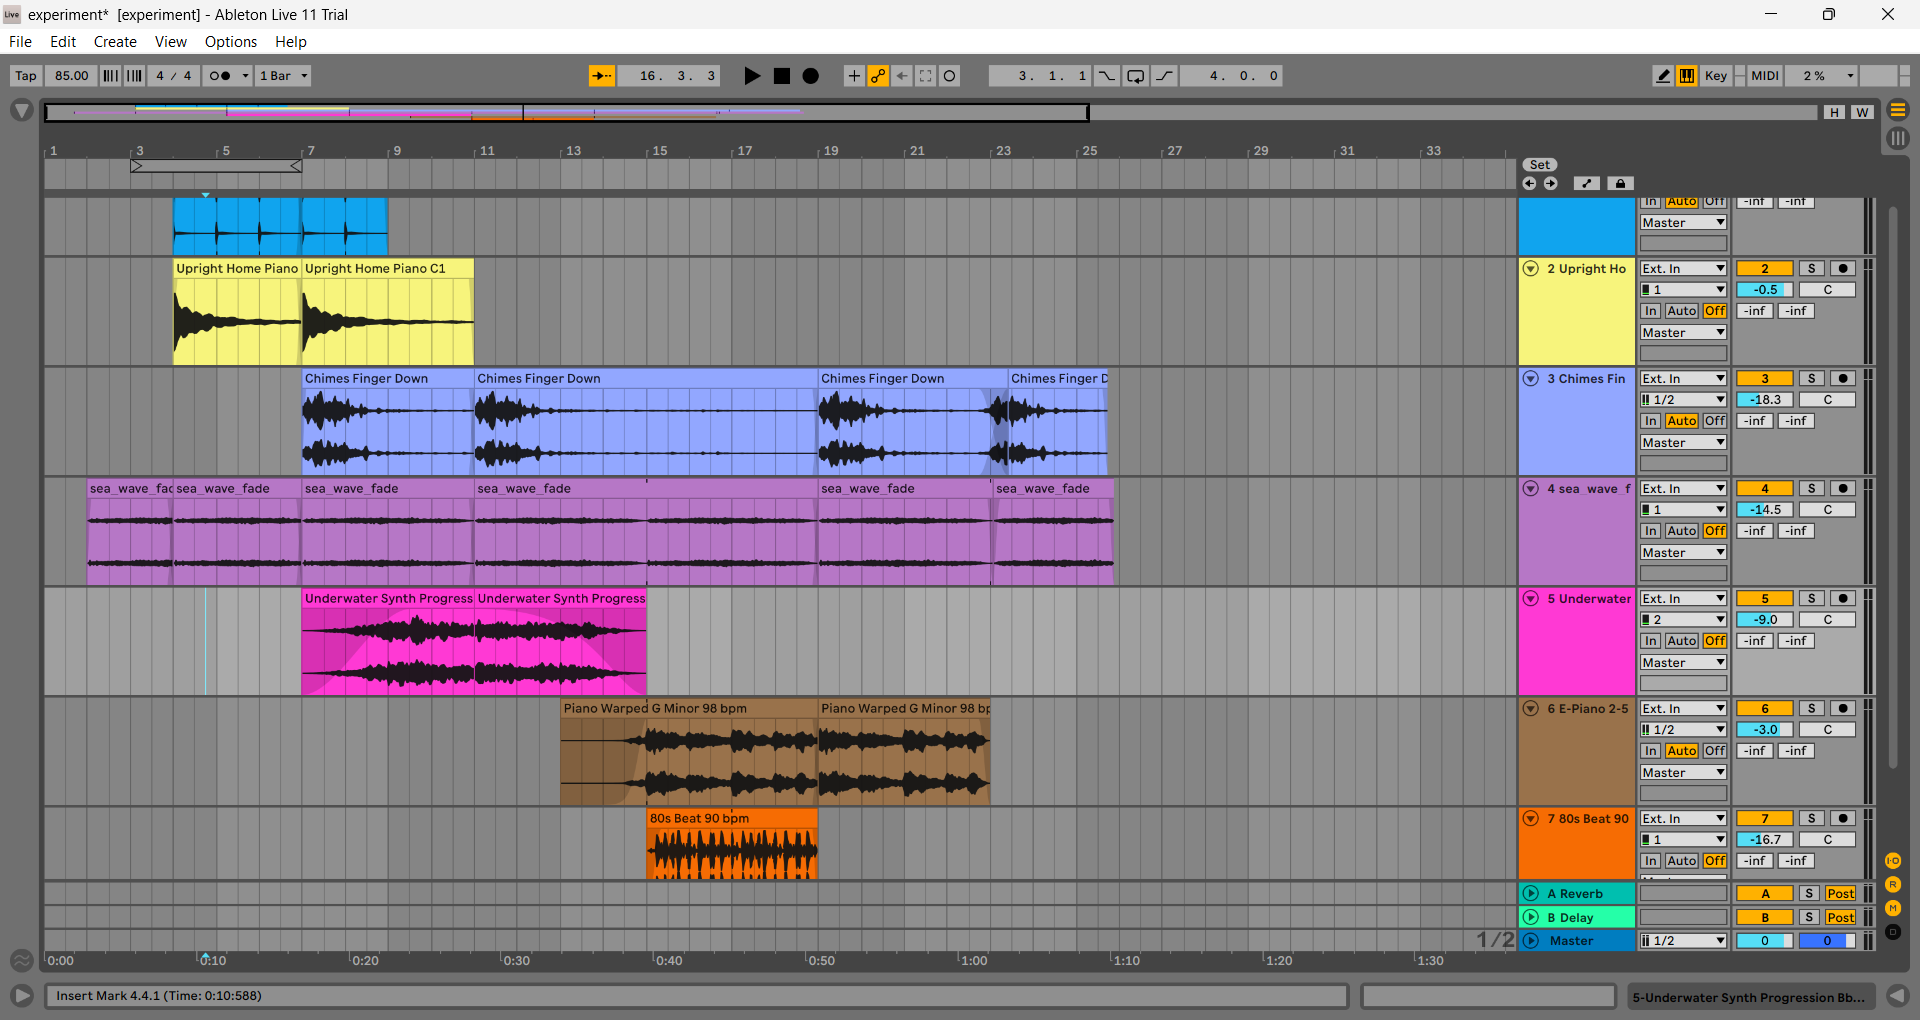 Live experiment* [experiment] - Ableton Live 11 Trial
File Edit Create View Options Help
Tap 85.00 4 / 4 1 Bar 16. 3. 3 3. 1. 1 4. 0. 0 Key MIDI 2 %
H W
1 3 5 7 9 11 13 15 17 19 21 23 25 27 29 31 33
Set
In Auto Off -inf -inf
Master
Upright Home Piano Upright Home Piano C1 2 Upright Ho Ext. In 2 S
1 -0.5 C
In Auto Off -inf -inf
Master
Chimes Finger Down Chimes Finger Down Chimes Finger Down Chimes Finger D 3 Chimes Fin Ext. In 3 S
1/2 -18.3 C
In Auto Off -inf -inf
Master
sea_wave_fac sea_wave_fade sea_wave_fade sea_wave_fade sea_wave_fade sea_wave_fade 4 sea_wave_f Ext. In 4 S
1 -14.5 C
In Auto Off -inf -inf
Master
Underwater Synth Progress Underwater Synth Progress 5 Underwater Ext. In 5 S
2 -9.0 C
In Auto Off -inf -inf
Master
Piano Warped G Minor 98 bpm Piano Warped G Minor 98 bp 6 E-Piano 2-5 Ext. In 6 S
1/2 -3.0 C
In Auto Off -inf -inf
Master
80s Beat 90 bpm 7 80s Beat 90 Ext. In 7 S
1 -16.7 C
In Auto Off -inf -inf
I·O
A Reverb A S Post
R
M
B Delay B S Post
D
1/2 Master 1/2 0 0
0:00 0:10 0:20 0:30 0:40 0:50 1:00 1:10 1:20 1:30
Insert Mark 4.4.1 (Time: 0:10:588) 5-Underwater Synth Progression Bb...